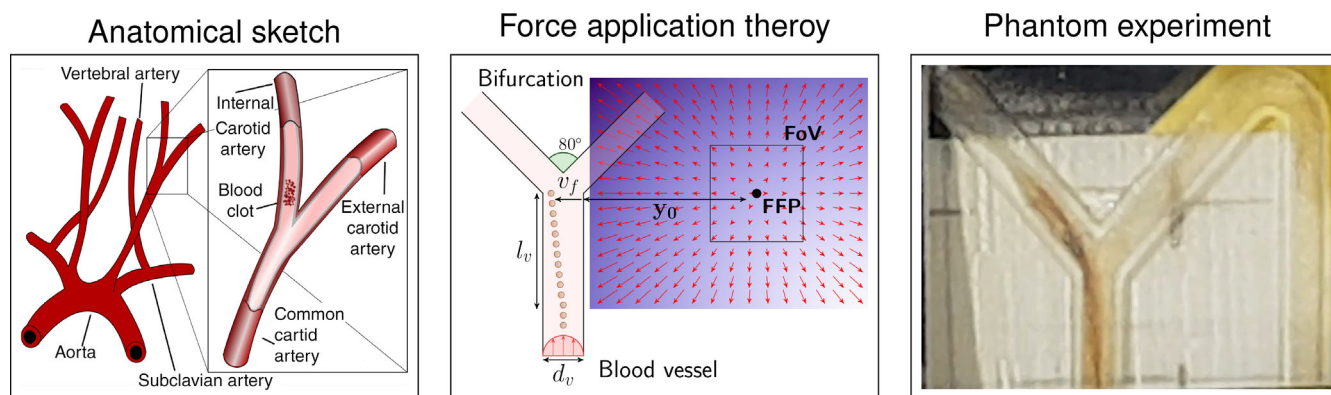 Anatomical sketch
Vertebral artery
Internal
Carotid
artery
Blood
clot
External
carotid
artery
Common
cartid
artery
Aorta
Subclavian artery
Force application theroy
Bifurcation
80°
FoV
v_f
FFP
y₀
l_v
d_v
Blood vessel
Phantom experiment